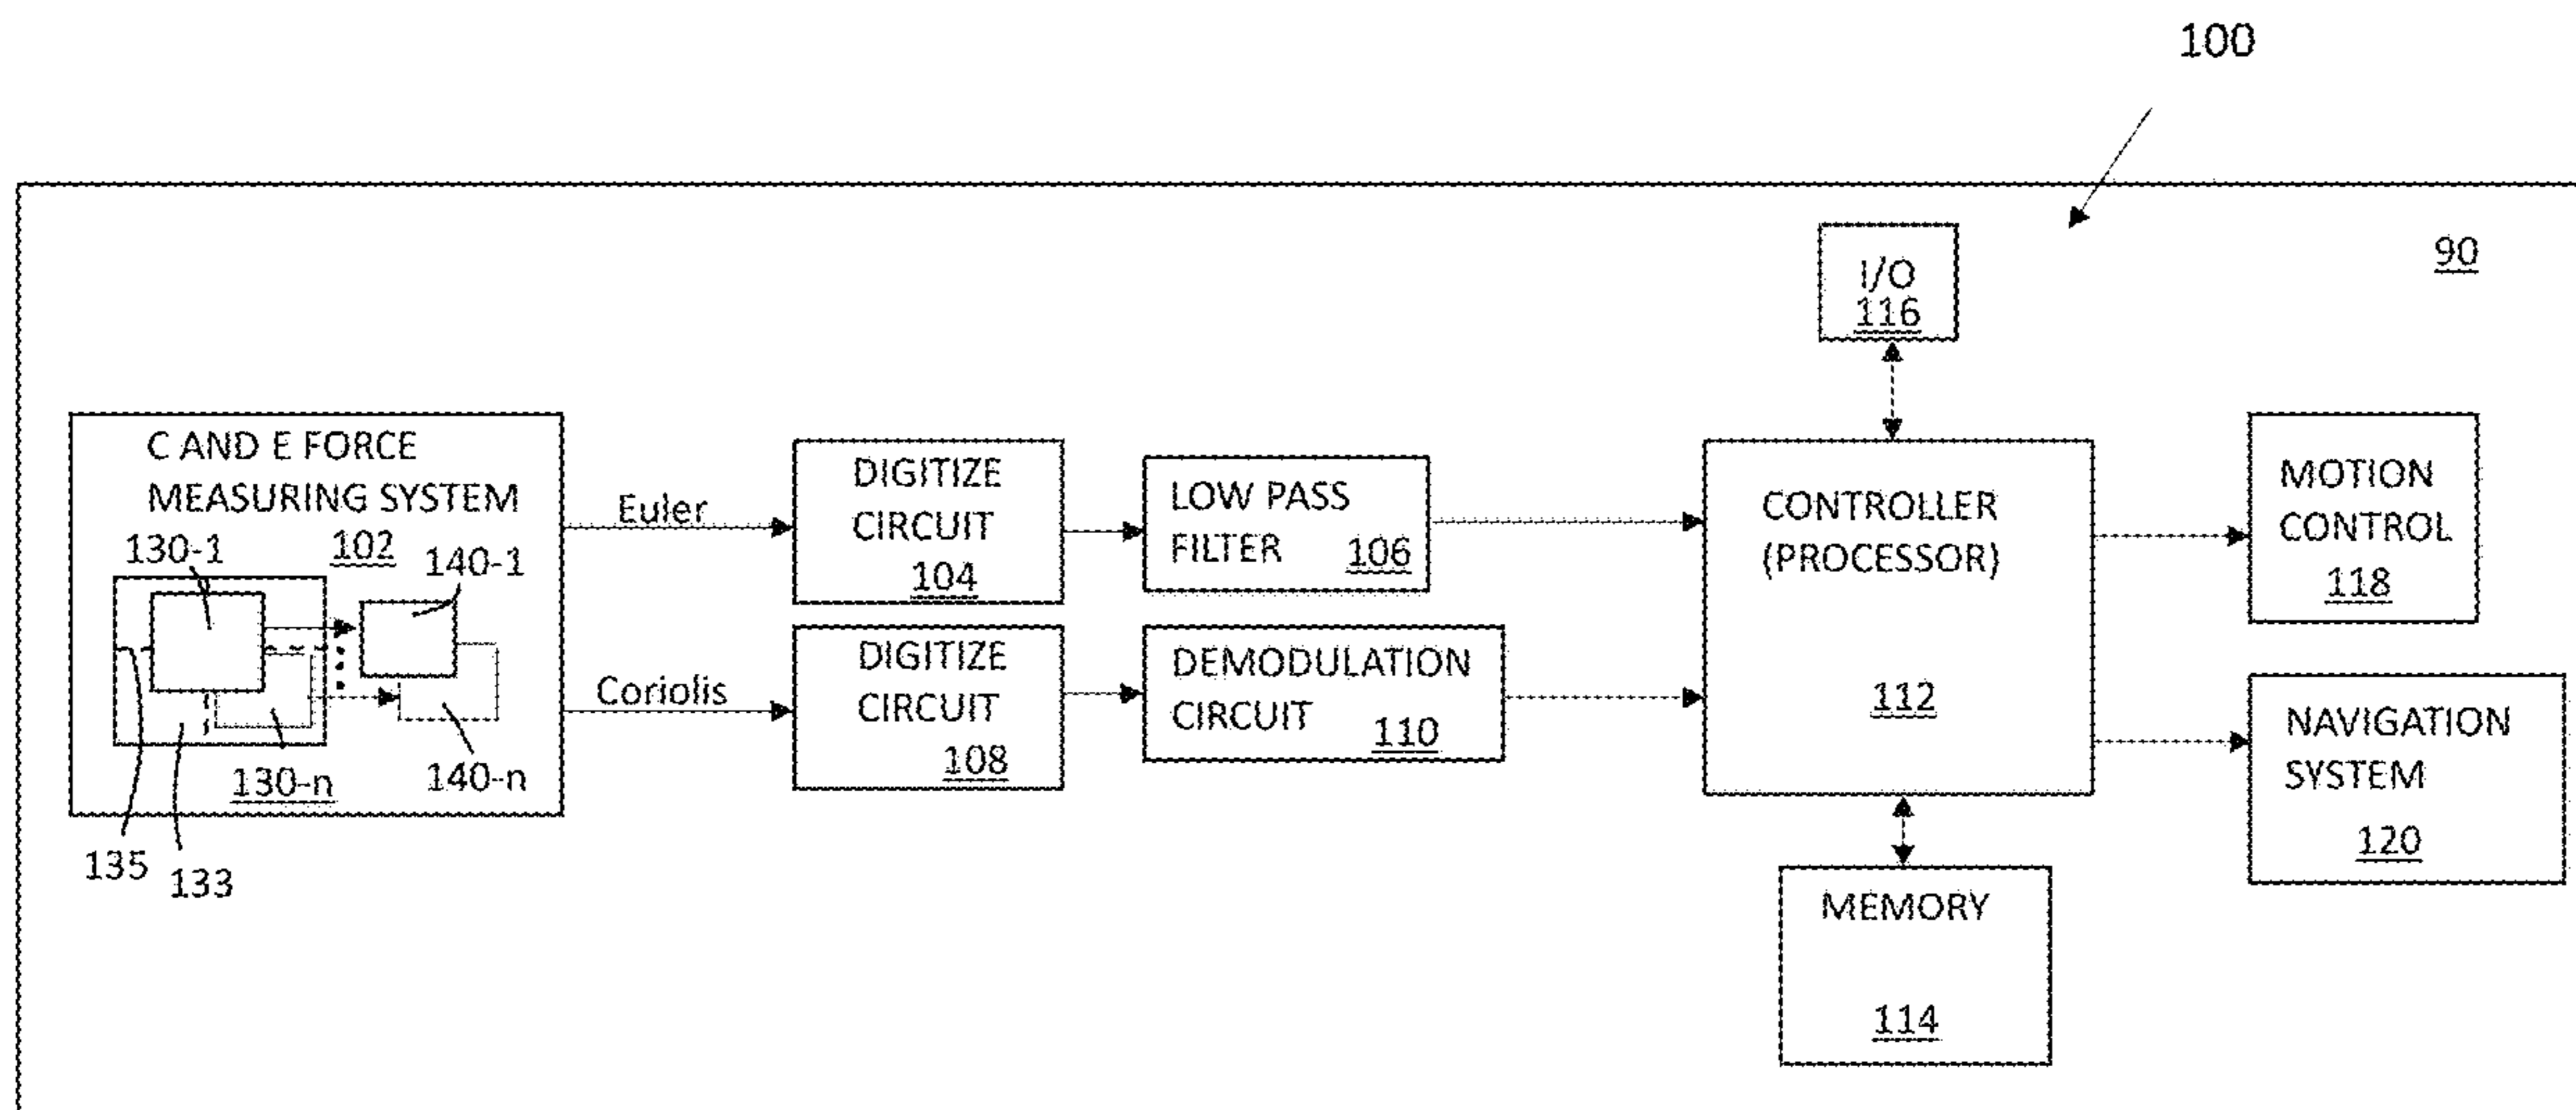 100
90
I/O
116
C AND E FORCE
MEASURING SYSTEM
102
130-1
140-1
130-n
140-n
135
133
Euler
Coriolis
DIGITIZE
CIRCUIT
104
LOW PASS
FILTER
106
DIGITIZE
CIRCUIT
108
DEMODULATION
CIRCUIT
110
CONTROLLER
(PROCESSOR)
112
MOTION
CONTROL
118
NAVIGATION
SYSTEM
120
MEMORY
114